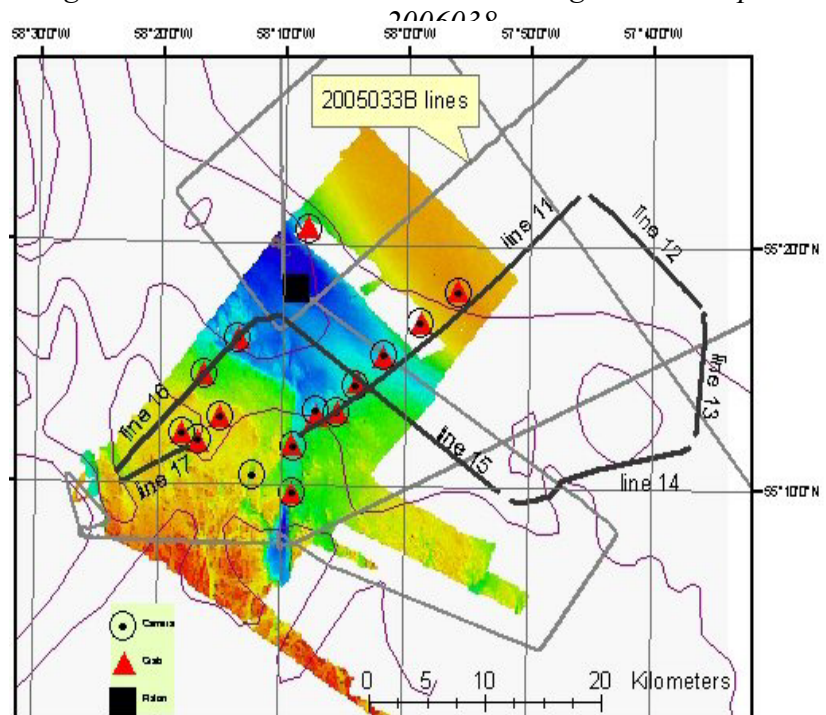 2006038
58°30'0"W 58°20'0"W 58°10'0"W 58°0'0"W 57°50'0"W 57°40'0"W
2005033B lines
line 11
line 12
55°20'0"N
line 13
line 16
line 15
line 17
line 14
55°10'0"N
Camera
Grab
0 5 10 20 Kilometers